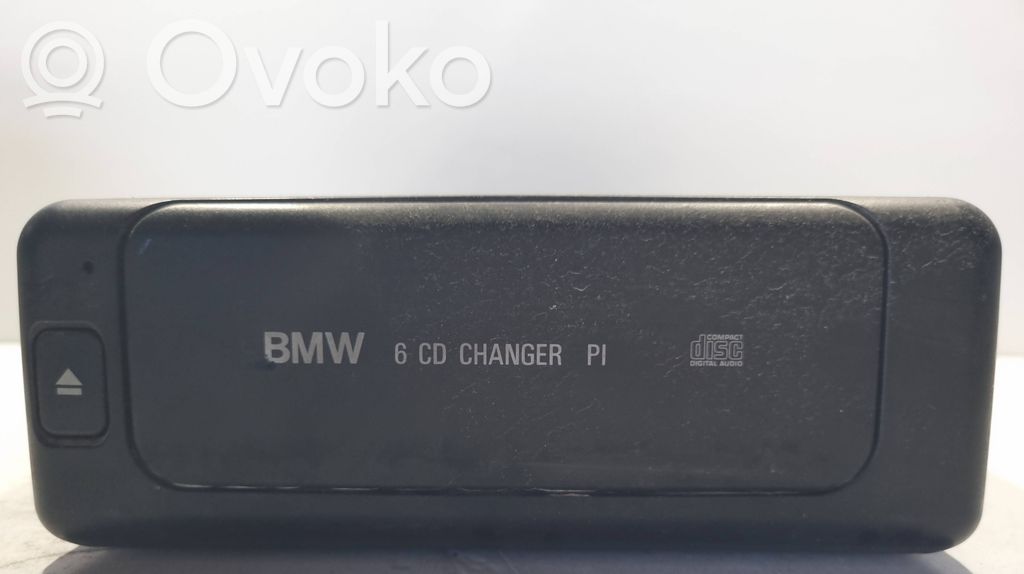 Ovoko
BMW 6 CD CHANGER PI
COMPACT
disc
DIGITAL AUDIO